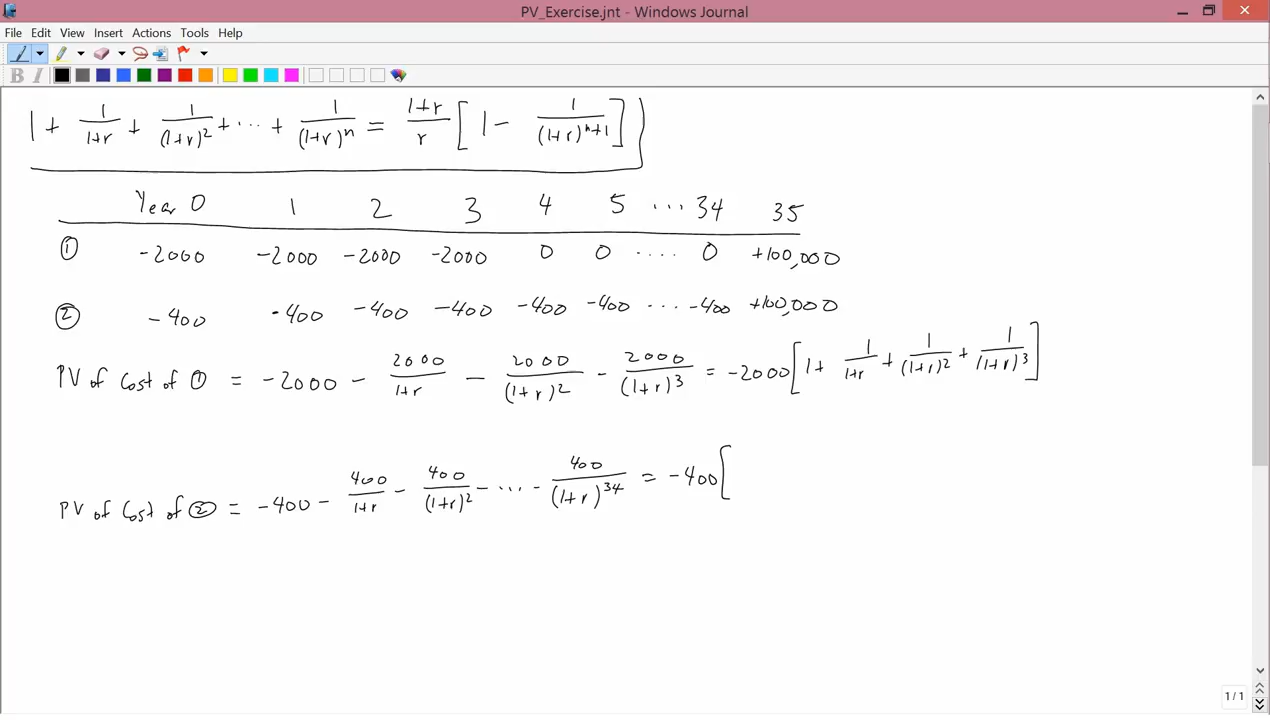 PV_Exercise.jnt - Windows Journal
File Edit View Insert Actions Tools Help
B I
1 + 1/(1+r) + 1/(1+r)^2 + ... + 1/(1+r)^n = (1+r)/r [1 - 1/(1+r)^(n+1)]
Year 0 1 2 3 4 5 ... 34 35
① -2000 -2000 -2000 -2000 0 0 .... 0 +100,000
② -400 -400 -400 -400 -400 -400 ... -400 +100,000
PV of Cost of ① = -2000 - 2000/(1+r) - 2000/(1+r)^2 - 2000/(1+r)^3 = -2000[1 + 1/(1+r) + 1/(1+r)^2 + 1/(1+r)^3]
PV of Cost of ② = -400 - 400/(1+r) - 400/(1+r)^2 - ... - 400/(1+r)^34 = -400[
1 / 1